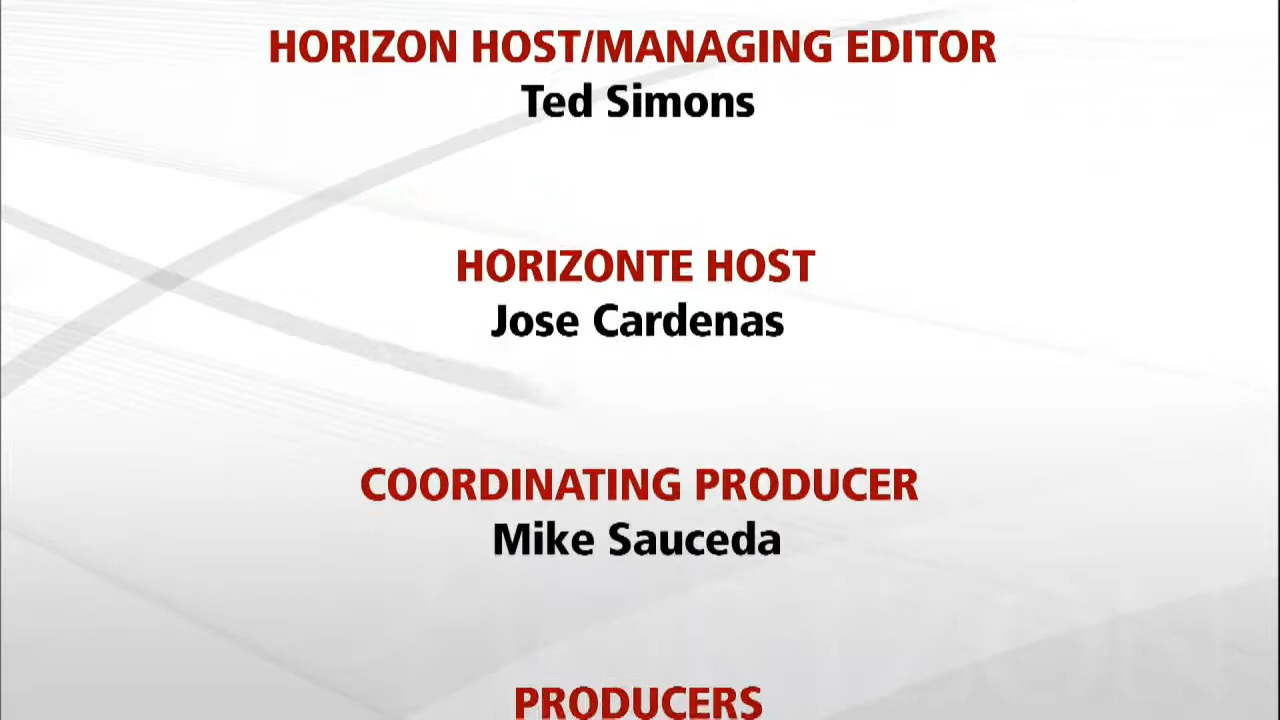 HORIZON HOST/MANAGING EDITOR
Ted Simons
HORIZONTE HOST
Jose Cardenas
COORDINATING PRODUCER
Mike Sauceda
PRODUCERS